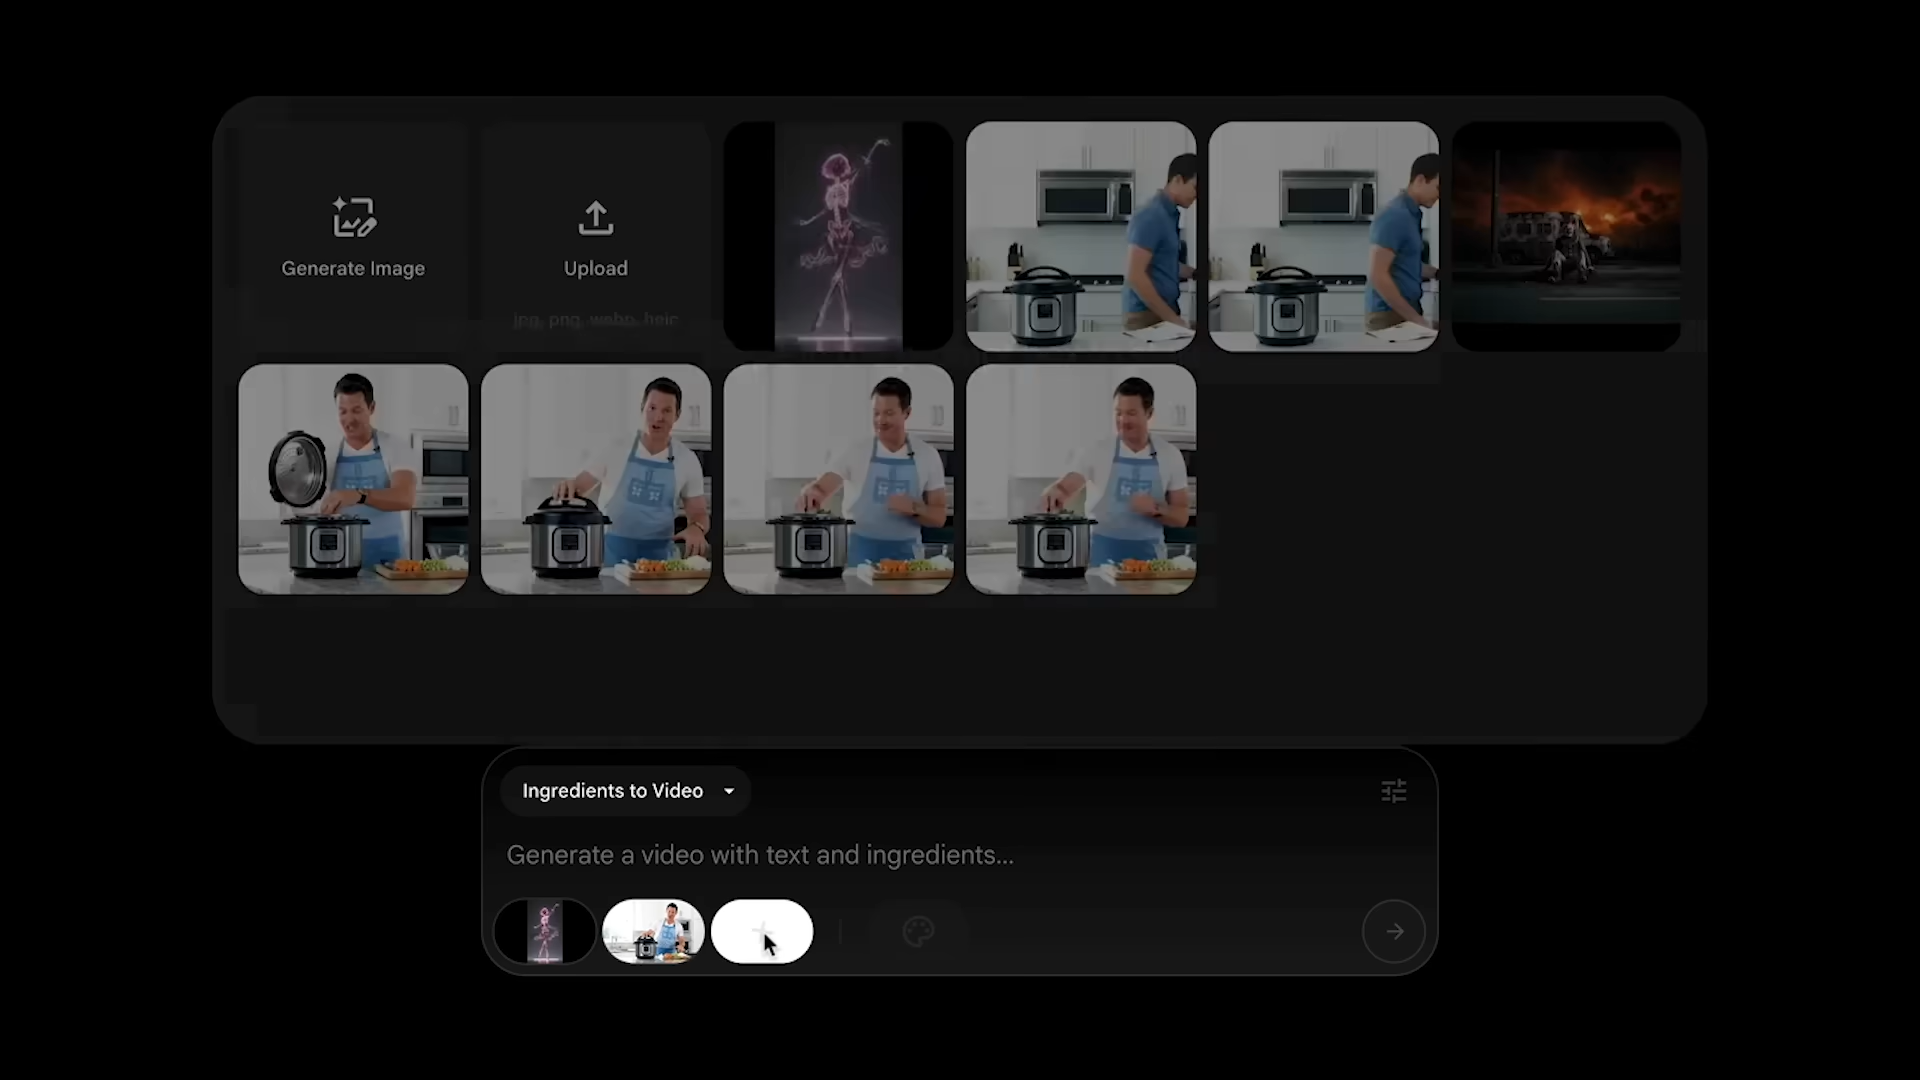 Generate Image
Upload
jpg, png, webp, heic
Ingredients to Video
Generate a video with text and ingredients...